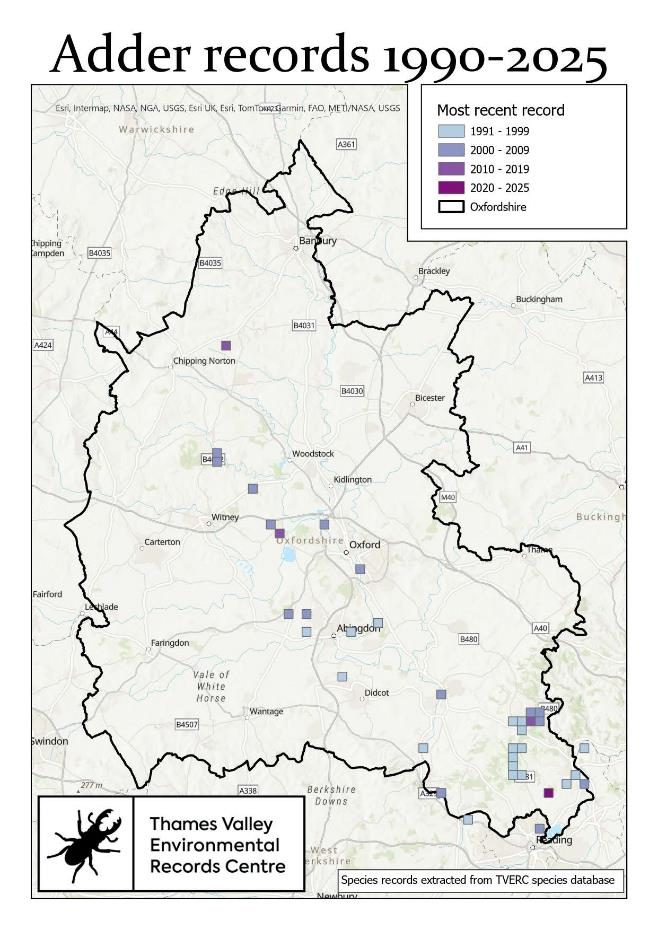 Adder records 1990-2025
Esri, Intermap, NASA, NGA, USGS, Esri UK, Esri, TomTom, Garmin, FAO, METI/NASA, USGS
Most recent record
1991 - 1999
2000 - 2009
2010 - 2019
2020 - 2025
Oxfordshire
Warwickshire
A361
Edge Hill
Banbury
Chipping
Campden
B4035
B4035
Brackley
Buckingham
A44
B4031
A424
Chipping Norton
A413
B4030
Bicester
A41
Woodstock
Kidlington
M40
Witney
Buckingh
Carterton
Oxfordshire
Oxford
Thame
Fairford
Lechlade
Abingdon
A40
B480
Faringdon
Vale of
White
Horse
Didcot
Wantage
B480
B4507
Swindon
277 m
A338
Berkshire
Downs
Reading
West
erkshire
Thames Valley
Environmental
Records Centre
Species records extracted from TVERC species database
Newbury